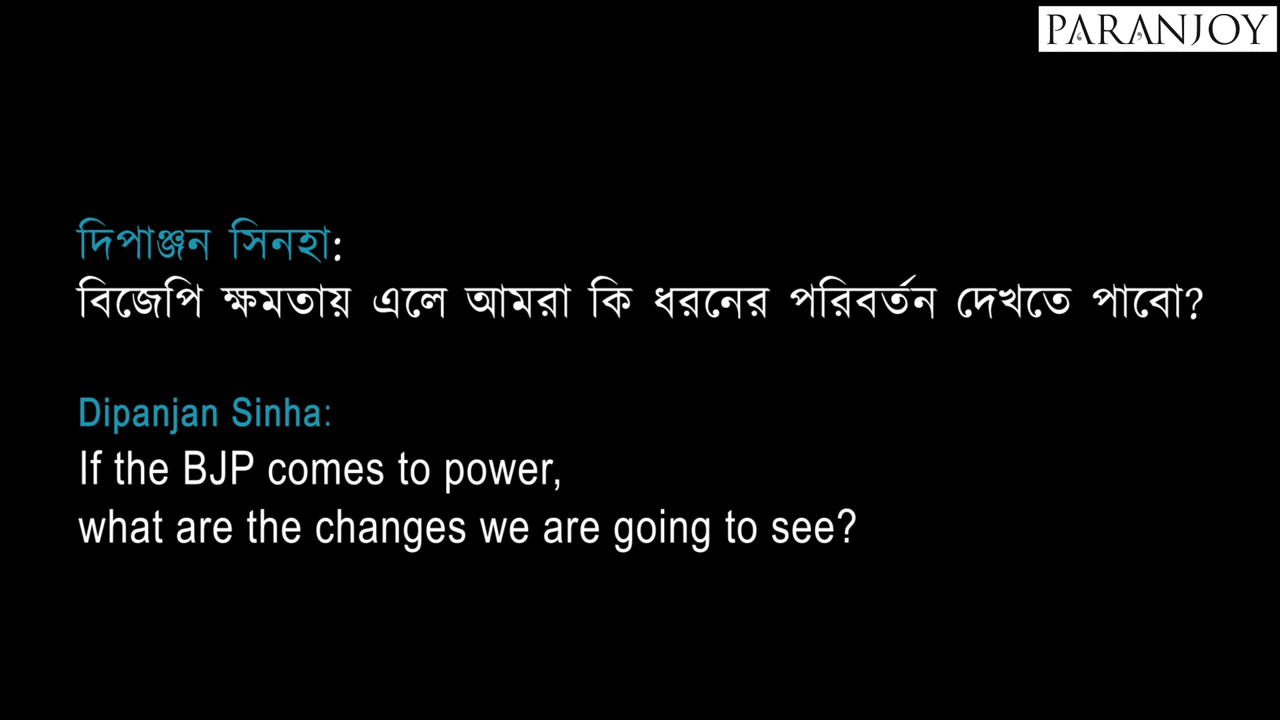 PARANJOY
দিপাঞ্জন সিনহা:
বিজেপি ক্ষমতায় এলে আমরা কি ধরনের পরিবর্তন দেখতে পাবো?
Dipanjan Sinha:
If the BJP comes to power,
what are the changes we are going to see?